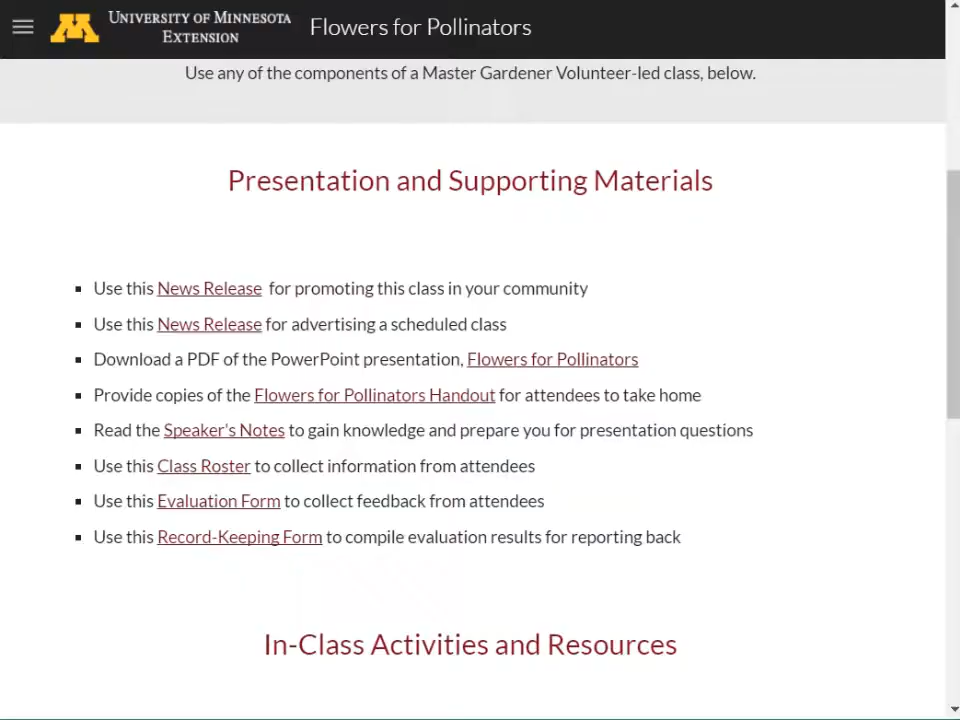 University of Minnesota
Extension
Flowers for Pollinators
Use any of the components of a Master Gardener Volunteer-led class, below.
Presentation and Supporting Materials
Use this News Release for promoting this class in your community
Use this News Release for advertising a scheduled class
Download a PDF of the PowerPoint presentation, Flowers for Pollinators
Provide copies of the Flowers for Pollinators Handout for attendees to take home
Read the Speaker's Notes to gain knowledge and prepare you for presentation questions
Use this Class Roster to collect information from attendees
Use this Evaluation Form to collect feedback from attendees
Use this Record-Keeping Form to compile evaluation results for reporting back
In-Class Activities and Resources